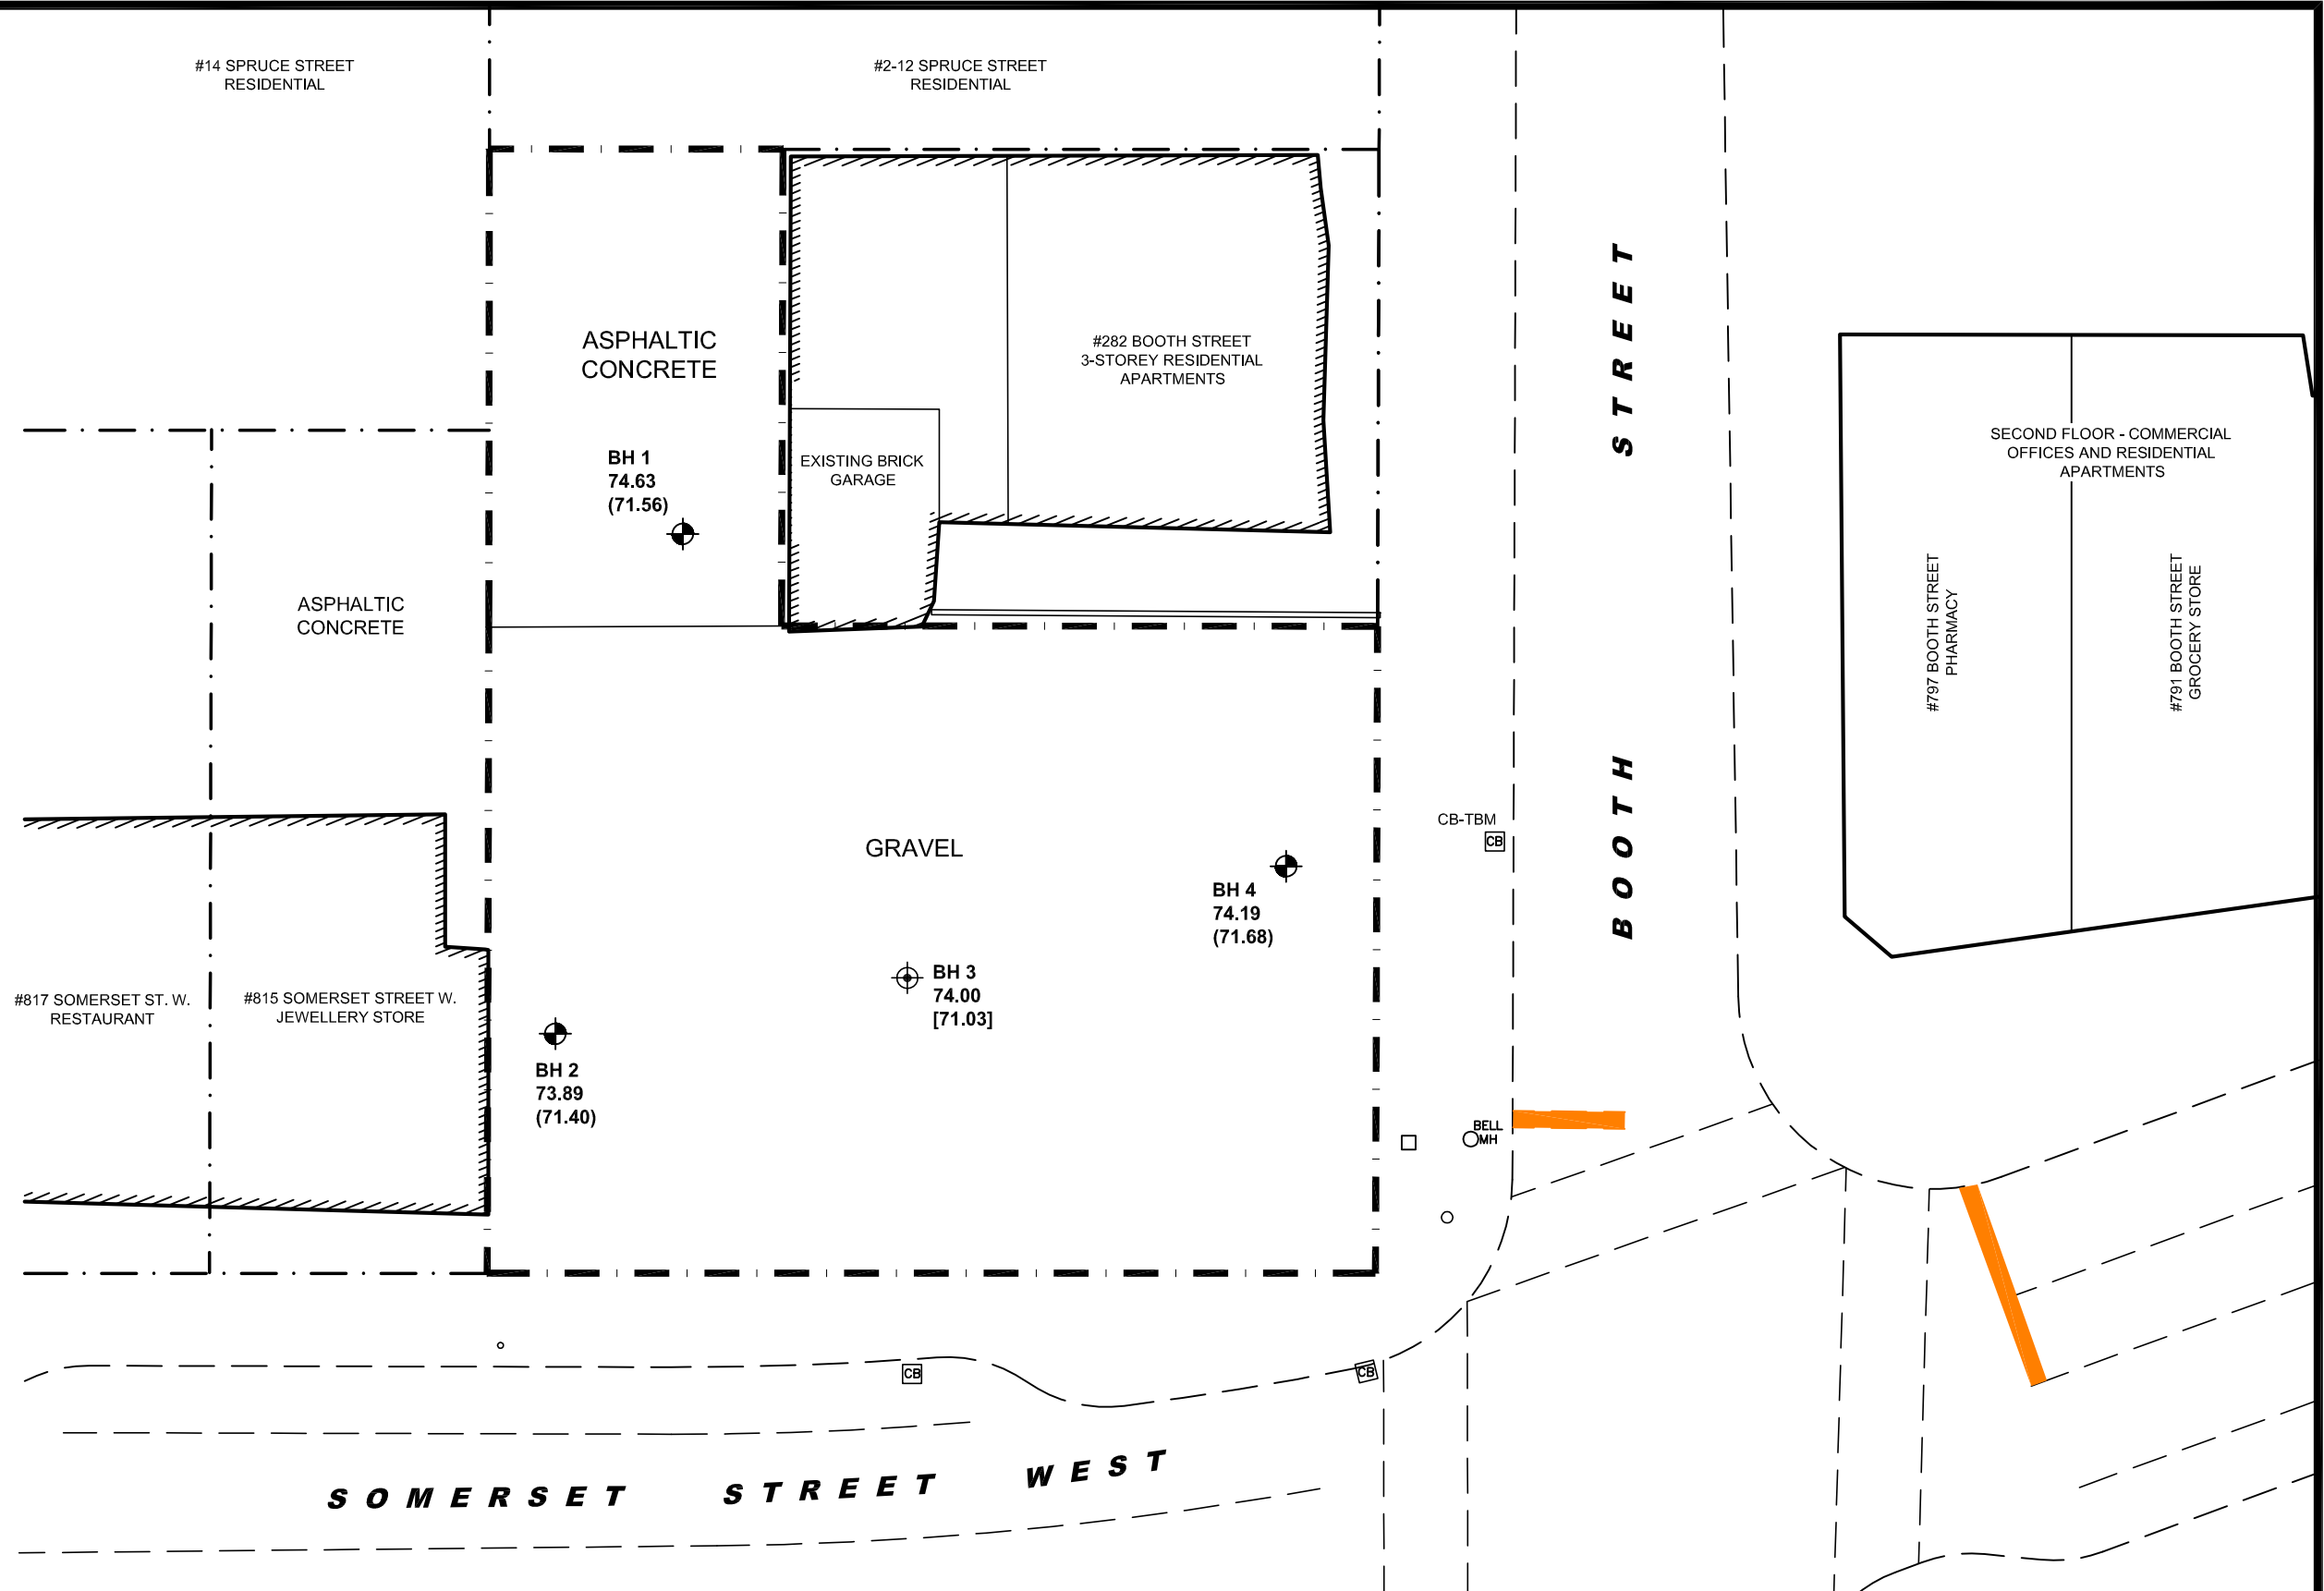 #14 SPRUCE STREET
RESIDENTIAL
#2-12 SPRUCE STREET
RESIDENTIAL
ASPHALTIC
CONCRETE
#282 BOOTH STREET
3-STOREY RESIDENTIAL
APARTMENTS
BH 1
74.63
(71.56)
EXISTING BRICK
GARAGE
SECOND FLOOR - COMMERCIAL
OFFICES AND RESIDENTIAL
APARTMENTS
ASPHALTIC
CONCRETE
#797 BOOTH STREET
PHARMACY
#791 BOOTH STREET
GROCERY STORE
BOOTH STREET
GRAVEL
CB-TBM
CB
BH 4
74.19
(71.68)
BH 3
74.00
[71.03]
#817 SOMERSET ST. W.
RESTAURANT
#815 SOMERSET STREET W.
JEWELLERY STORE
BH 2
73.89
(71.40)
BELL
MH
CB
CB
SOMERSET STREET WEST